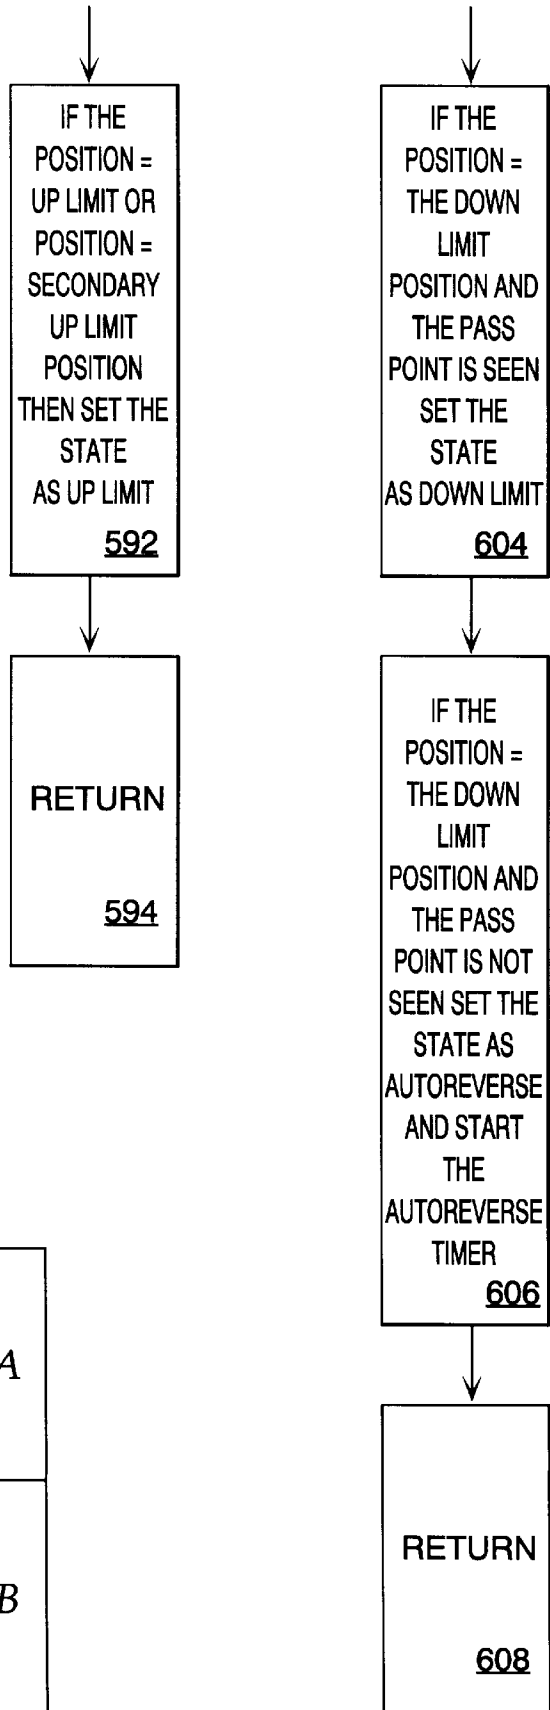 IF THE
POSITION =
UP LIMIT OR
POSITION =
SECONDARY
UP LIMIT
POSITION
THEN SET THE
STATE
AS UP LIMIT
592
RETURN
594
A
B
IF THE
POSITION =
THE DOWN
LIMIT
POSITION AND
THE PASS
POINT IS SEEN
SET THE
STATE
AS DOWN LIMIT
604
IF THE
POSITION =
THE DOWN
LIMIT
POSITION AND
THE PASS
POINT IS NOT
SEEN SET THE
STATE AS
AUTOREVERSE
AND START
THE
AUTOREVERSE
TIMER
606
RETURN
608